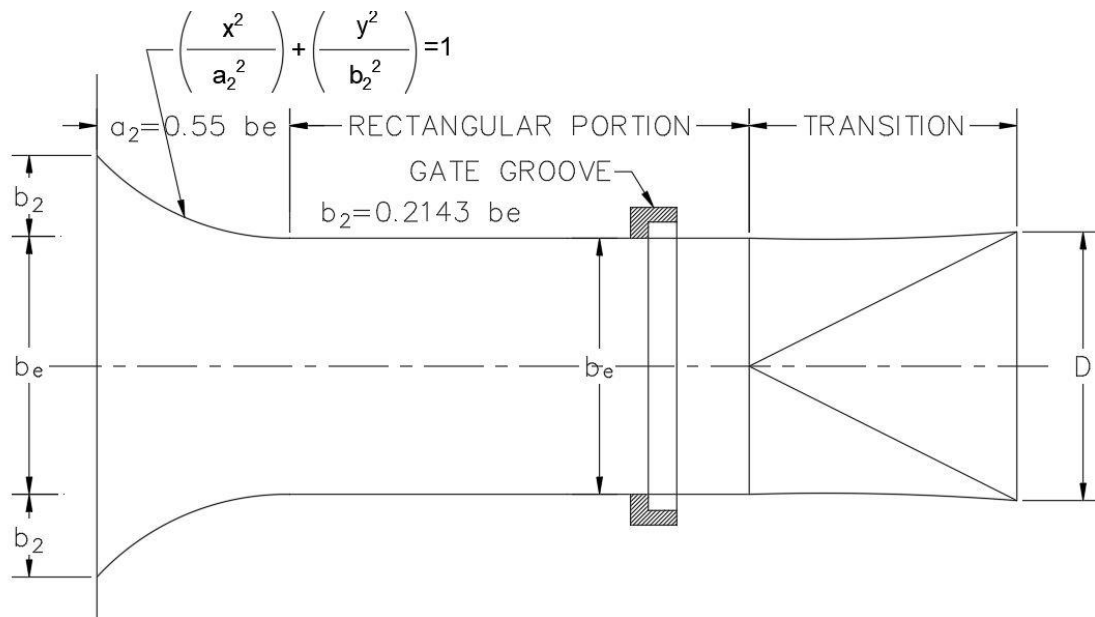 (x²/a₂²) + (y²/b₂²) =1
a₂=0.55 be
RECTANGULAR PORTION
TRANSITION
GATE GROOVE
b₂
b₂=0.2143 be
bₑ
bₑ
D
b₂